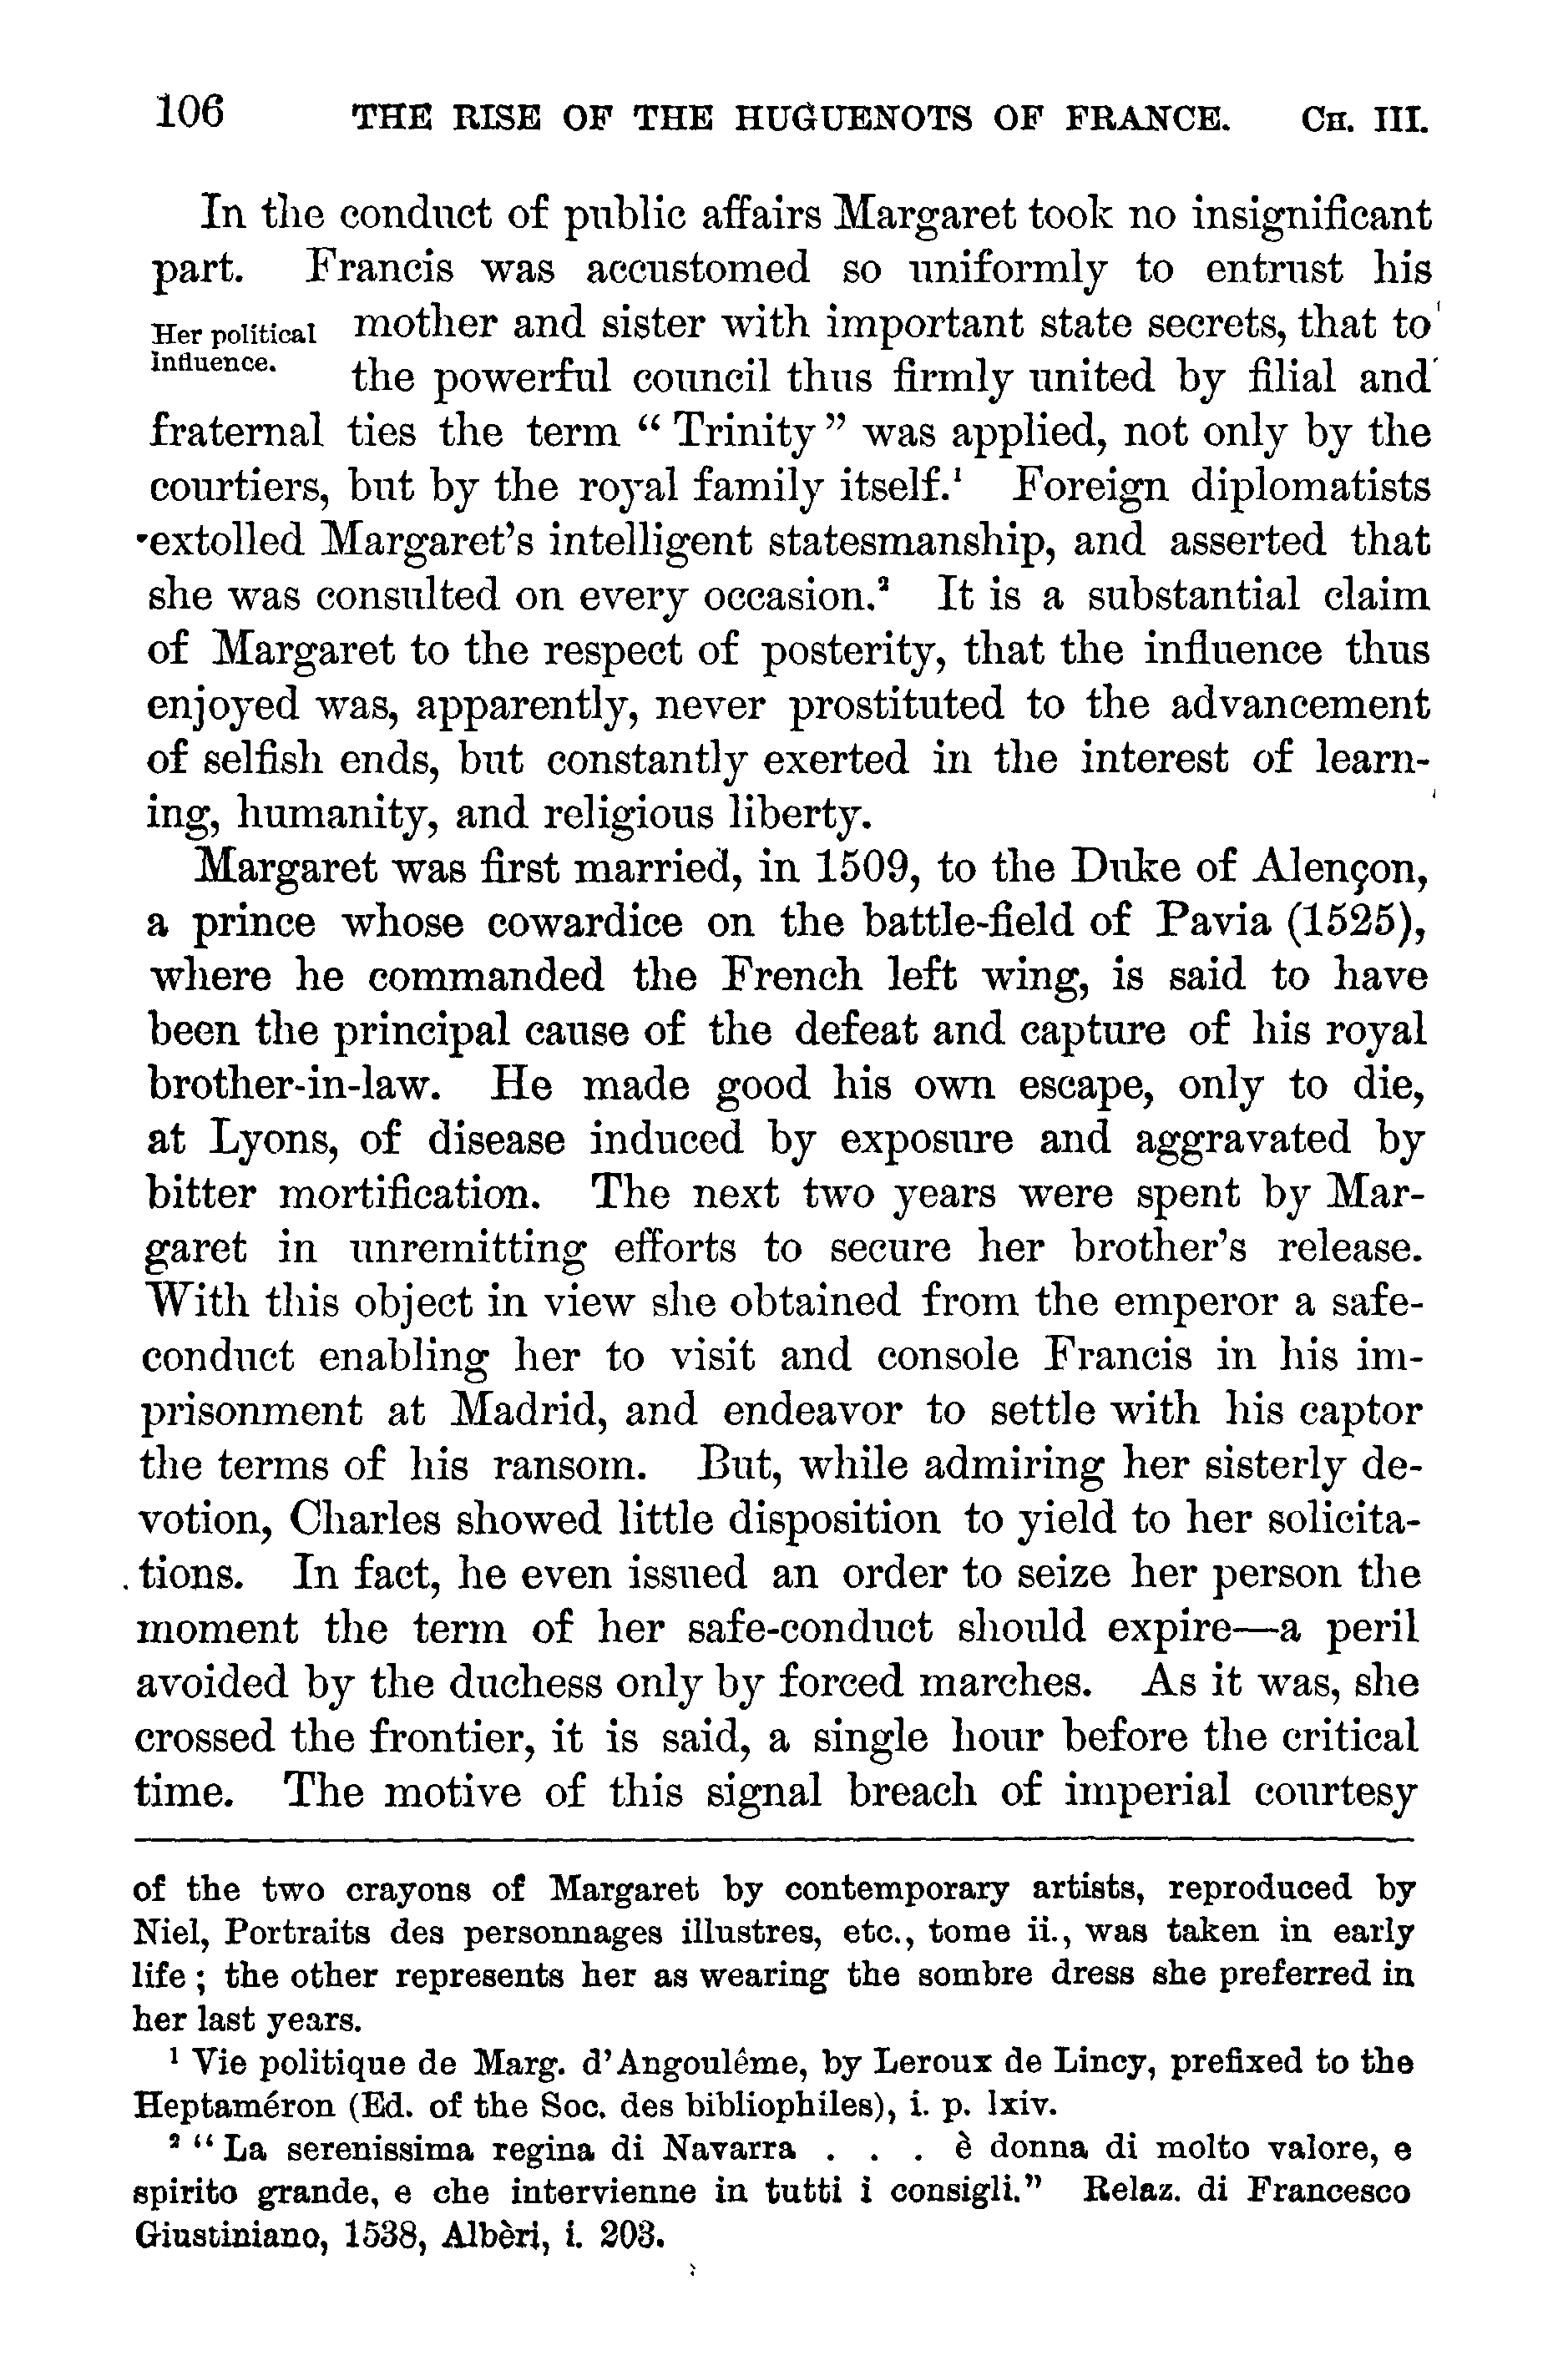 106 THE RISE OF THE HUGUENOTS OF FRANCE. CH. III.
In the conduct of public affairs Margaret took no insignificant
part. Francis was accustomed so uniformly to entrust his
Her political
influence.
mother and sister with important state secrets, that to
the powerful council thus firmly united by filial and
fraternal ties the term “ Trinity ” was applied, not only by the
courtiers, but by the royal family itself.¹ Foreign diplomatists
extolled Margaret’s intelligent statesmanship, and asserted that
she was consulted on every occasion.² It is a substantial claim
of Margaret to the respect of posterity, that the influence thus
enjoyed was, apparently, never prostituted to the advancement
of selfish ends, but constantly exerted in the interest of learn-
ing, humanity, and religious liberty.
Margaret was first married, in 1509, to the Duke of Alençon,
a prince whose cowardice on the battle-field of Pavia (1525),
where he commanded the French left wing, is said to have
been the principal cause of the defeat and capture of his royal
brother-in-law. He made good his own escape, only to die,
at Lyons, of disease induced by exposure and aggravated by
bitter mortification. The next two years were spent by Mar-
garet in unremitting efforts to secure her brother’s release.
With this object in view she obtained from the emperor a safe-
conduct enabling her to visit and console Francis in his im-
prisonment at Madrid, and endeavor to settle with his captor
the terms of his ransom. But, while admiring her sisterly de-
votion, Charles showed little disposition to yield to her solicita-
tions. In fact, he even issued an order to seize her person the
moment the term of her safe-conduct should expire—a peril
avoided by the duchess only by forced marches. As it was, she
crossed the frontier, it is said, a single hour before the critical
time. The motive of this signal breach of imperial courtesy
of the two crayons of Margaret by contemporary artists, reproduced by
Niel, Portraits des personnages illustres, etc., tome ii., was taken in early
life ; the other represents her as wearing the sombre dress she preferred in
her last years.
¹ Vie politique de Marg. d’Angoulême, by Leroux de Lincy, prefixed to the
Heptaméron (Ed. of the Soc. des bibliophiles), i. p. lxiv.
² “ La serenissima regina di Navarra . . . è donna di molto valore, e
spirito grande, e che intervienne in tutti i consigli.” Relaz. di Francesco
Giustiniano, 1538, Albèri, i. 203.